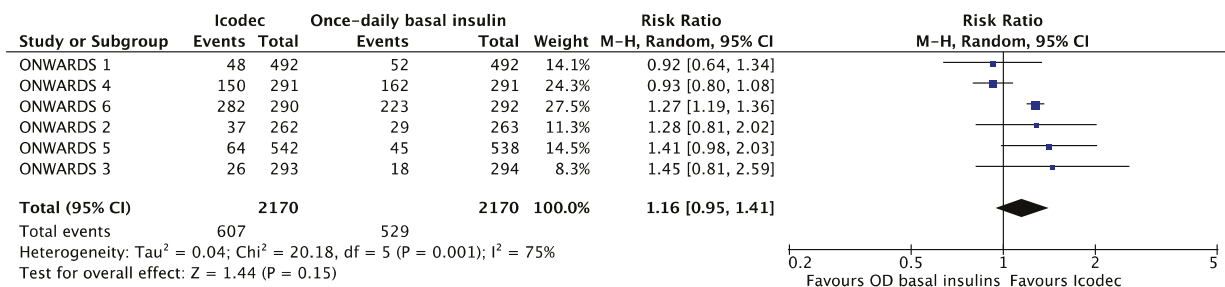 Icodec Once-daily basal insulin Risk Ratio Risk Ratio
Study or Subgroup Events Total Events Total Weight M-H, Random, 95% CI M-H, Random, 95% CI
ONWARDS 1 48 492 52 492 14.1% 0.92 [0.64, 1.34]
ONWARDS 4 150 291 162 291 24.3% 0.93 [0.80, 1.08]
ONWARDS 6 282 290 223 292 27.5% 1.27 [1.19, 1.36]
ONWARDS 2 37 262 29 263 11.3% 1.28 [0.81, 2.02]
ONWARDS 5 64 542 45 538 14.5% 1.41 [0.98, 2.03]
ONWARDS 3 26 293 18 294 8.3% 1.45 [0.81, 2.59]
Total (95% CI) 2170 2170 100.0% 1.16 [0.95, 1.41]
Total events 607 529
Heterogeneity: Tau² = 0.04; Chi² = 20.18, df = 5 (P = 0.001); I² = 75%
Test for overall effect: Z = 1.44 (P = 0.15)
0.2 0.5 1 2 5
Favours OD basal insulins Favours Icodec